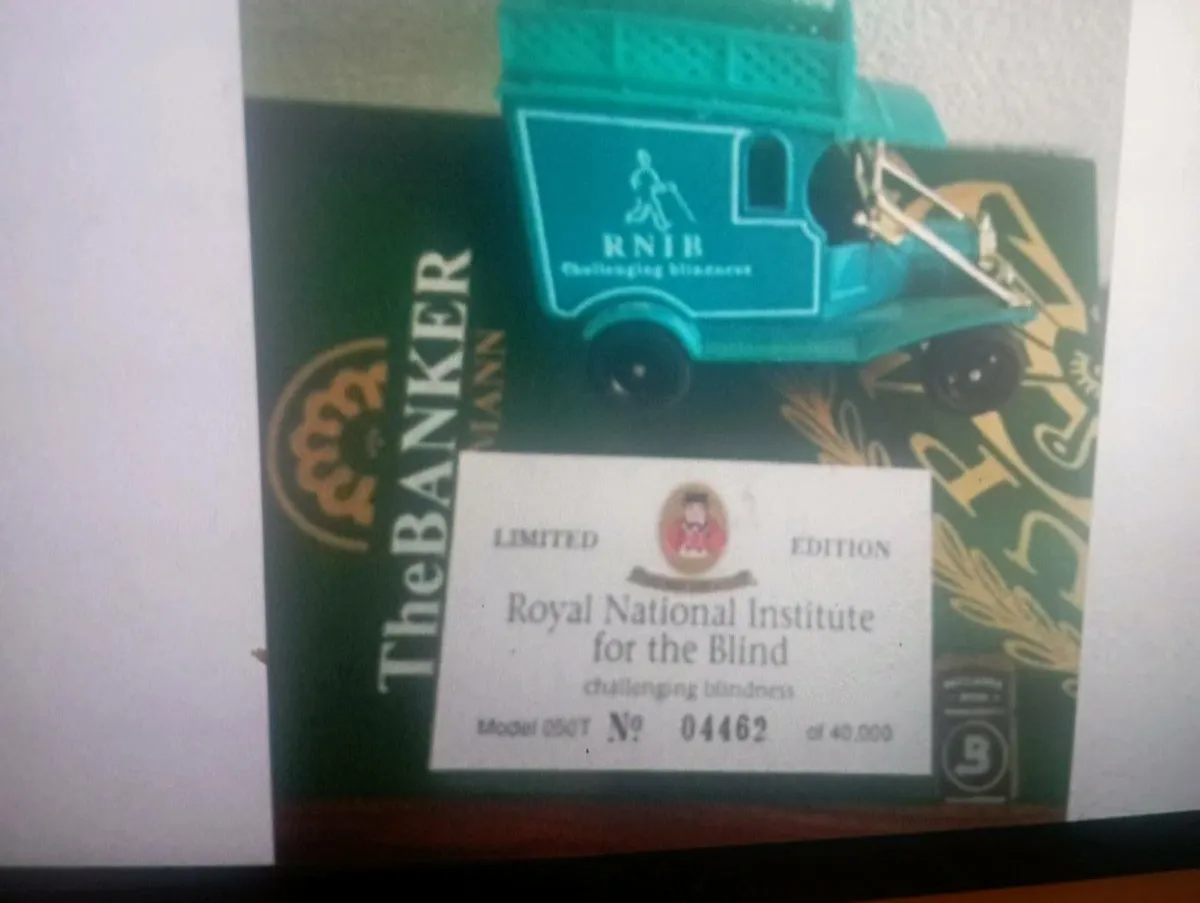 RNIB
Challenging blindness
TheBANKER
MANN
LIMITED EDITION
Royal National Institute
for the Blind
challenging blindness
Model 050T Nº 04462 of 40,000